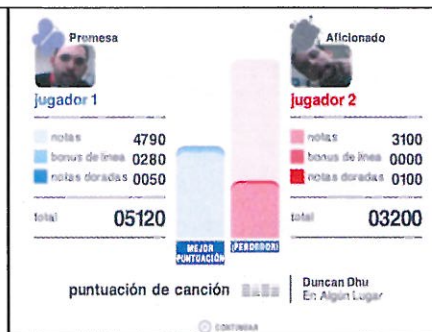 Promesa
Aficionado
jugador 1
jugador 2
notas 4790
bonus de línea 0280
notas doradas 0050
total 05120
notas 3100
bonus de línea 0000
notas doradas 0100
total 03200
MEJOR
PUNTUACIÓN
¡PERDEDOR!
puntuación de canción
Duncan Dhu
En Algún Lugar
CONTINUAR